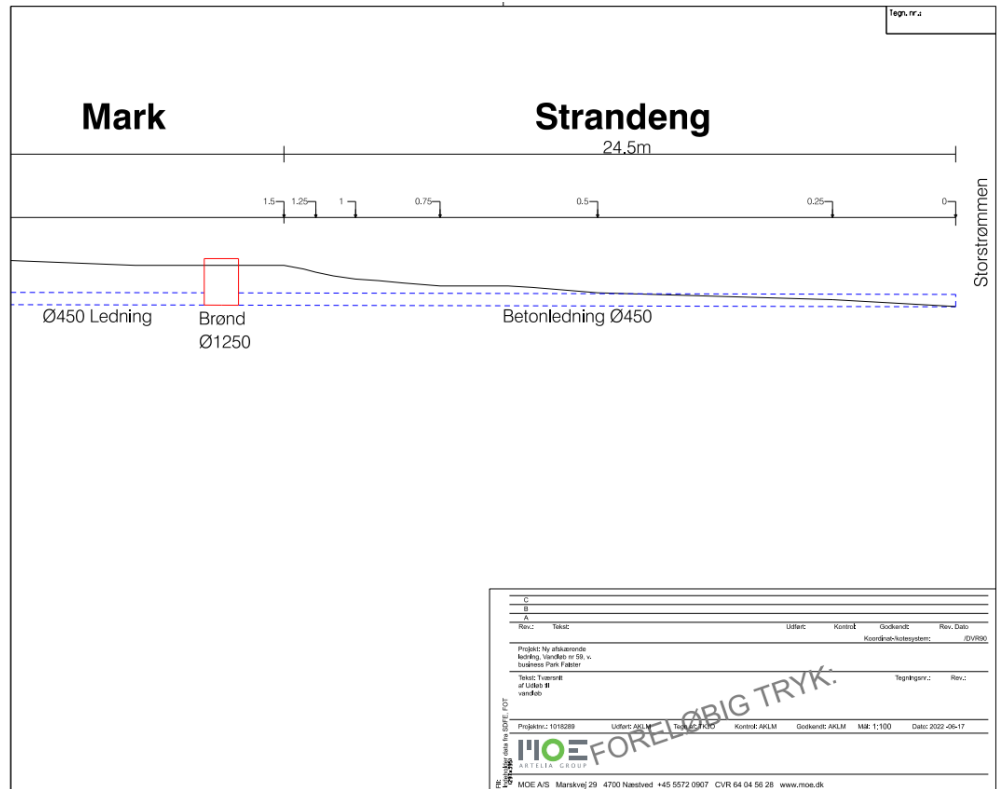 Tegn. nr.:
Mark
Strandeng
24.5m
1.5
1.25
1
0.75
0.5
0.25
0
Storstrømmen
Ø450 Ledning
Brønd
Ø1250
Betonledning Ø450
C
B
A
Rev.: Tekst: Udført: Kontrol: Godkendt: Rev. Dato
Koordinat-/kotesystem: /DVR90
Projekt: Ny afskærende
ledning, Vandløb nr 59, v.
business Park Falster
Tekst: Tværsnit
af Udløb til
vandløb
Tegningsnr.: Rev.:
FORELØBIG TRYK:
Projektnr.: 1018289 Udført: AKLM Kontrol: AKLM Godkendt: AKLM Mål: 1:100 Dato: 2022-06-17
MOE
ARTELIA GROUP
MOE A/S Marskvej 29 4700 Næstved +45 5572 0907 CVR 64 04 56 28 www.moe.dk
data fra SDFE, FOT